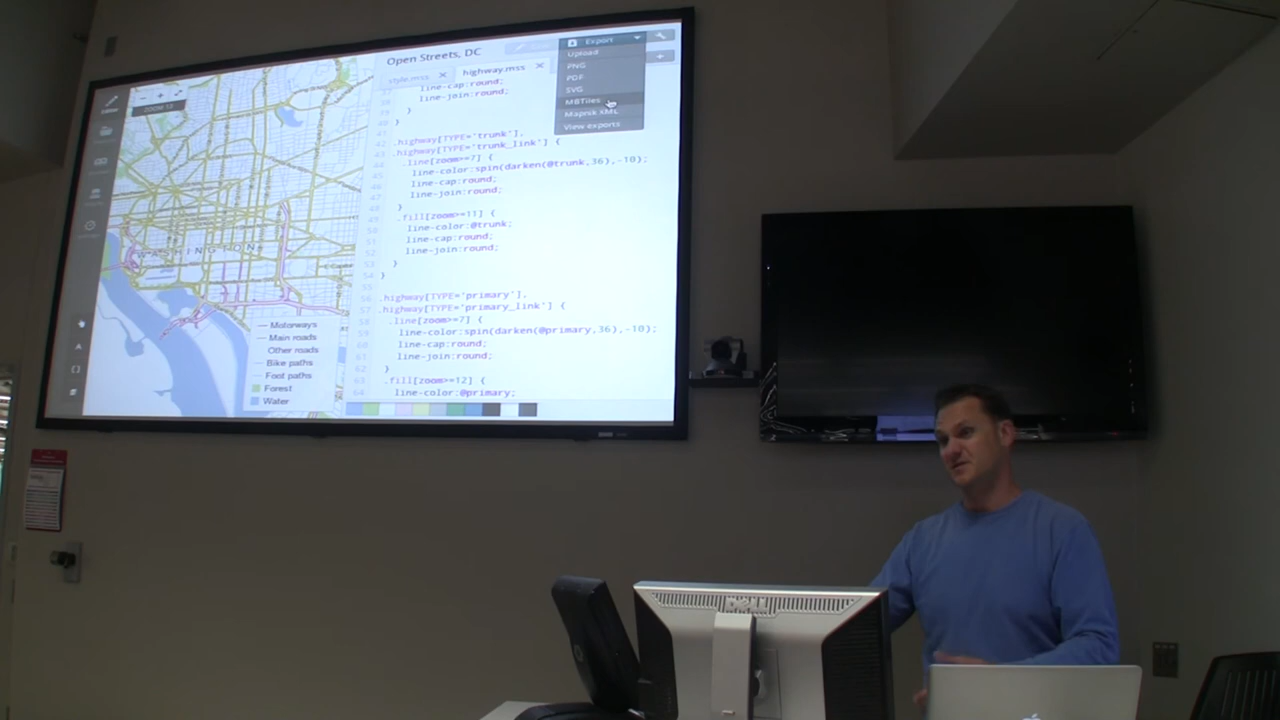 Open Streets, DC
Export
Upload
PNG
PDF
SVG
MBTiles
Mapnik XML
View exports
style.mss
highway.mss
ZOOM 13
line-cap:round;
line-join:round;
}
}
.highway[TYPE='trunk'],
.highway[TYPE='trunk_link'] {
.line[zoom>=7] {
line-color:spin(darken(@trunk,36),-10);
line-cap:round;
line-join:round;
}
.fill[zoom>=11] {
line-color:@trunk;
line-cap:round;
line-join:round;
}
}
.highway[TYPE='primary'],
.highway[TYPE='primary_link'] {
.line[zoom>=7] {
line-color:spin(darken(@primary,36),-10);
line-cap:round;
line-join:round;
}
.fill[zoom>=12] {
line-color:@primary;
WASHINGTON
Motorways
Main roads
Other roads
Bike paths
Foot paths
Forest
Water
DELL